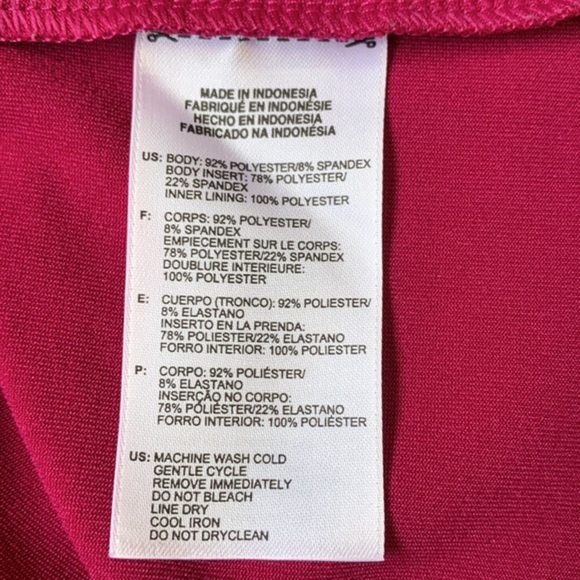 MADE IN INDONESIA
FABRIQUÉ EN INDONÉSIE
HECHO EN INDONESIA
FABRICADO NA INDONÉSIA
US: BODY: 92% POLYESTER/8% SPANDEX
BODY INSERT: 78% POLYESTER/
22% SPANDEX
INNER LINING: 100% POLYESTER
F: CORPS: 92% POLYESTER/
8% SPANDEX
EMPIECEMENT SUR LE CORPS:
78% POLYESTER/22% SPANDEX
DOUBLURE INTERIEURE:
100% POLYESTER
E: CUERPO (TRONCO): 92% POLIESTER/
8% ELASTANO
INSERTO EN LA PRENDA:
78% POLIESTER/22% ELASTANO
FORRO INTERIOR: 100% POLIESTER
P: CORPO: 92% POLIÉSTER/
8% ELASTANO
INSERÇÃO NO CORPO:
78% POLIÉSTER/22% ELASTANO
FORRO INTERIOR: 100% POLIÉSTER
US: MACHINE WASH COLD
GENTLE CYCLE
REMOVE IMMEDIATELY
DO NOT BLEACH
LINE DRY
COOL IRON
DO NOT DRYCLEAN